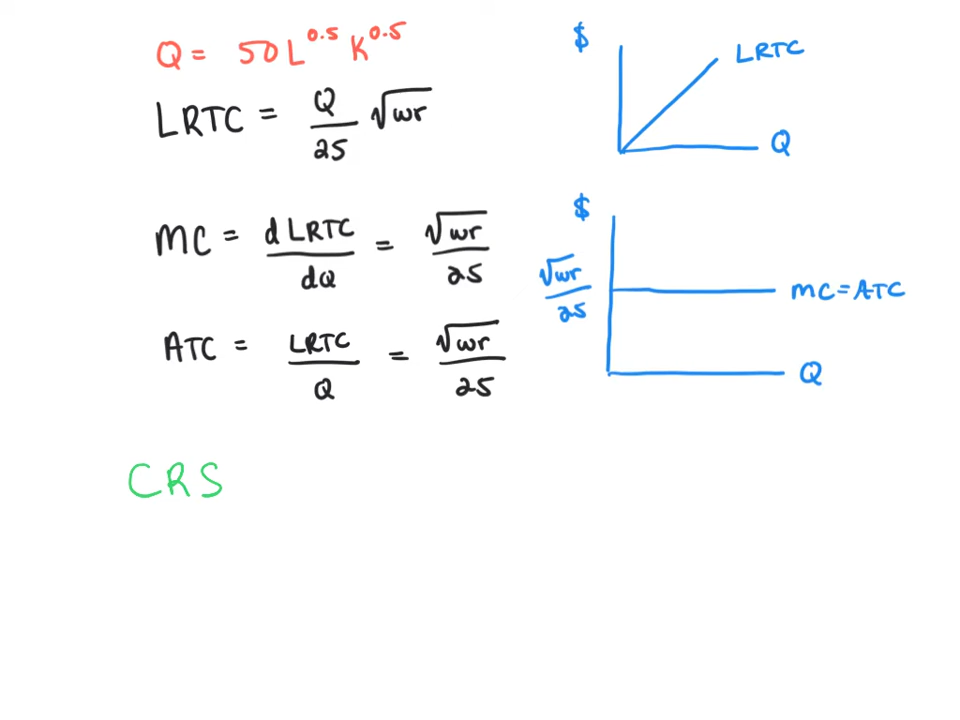 Q = 50 L^0.5 K^0.5
LRTC = Q/25 √wr
MC = dLRTC/dQ = √wr/25
ATC = LRTC/Q = √wr/25
CRS
$
LRTC
Q
$
√wr/25
MC = ATC
Q